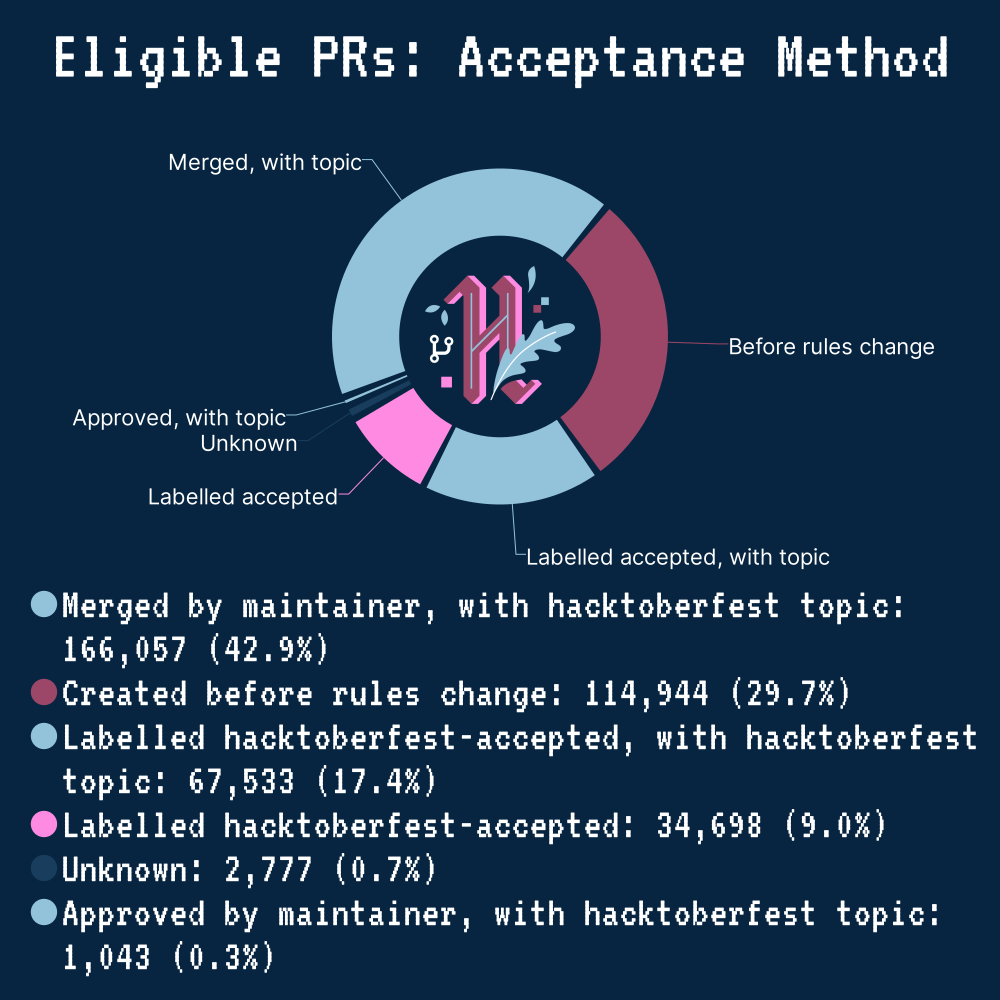 Eligible PRs: Acceptance Method
Merged, with topic
Before rules change
Approved, with topic
Unknown
Labelled accepted
Labelled accepted, with topic
Merged by maintainer, with hacktoberfest topic:
166,057 (42.9%)
Created before rules change: 114,944 (29.7%)
Labelled hacktoberfest-accepted, with hacktoberfest
topic: 67,533 (17.4%)
Labelled hacktoberfest-accepted: 34,698 (9.0%)
Unknown: 2,777 (0.7%)
Approved by maintainer, with hacktoberfest topic:
1,043 (0.3%)